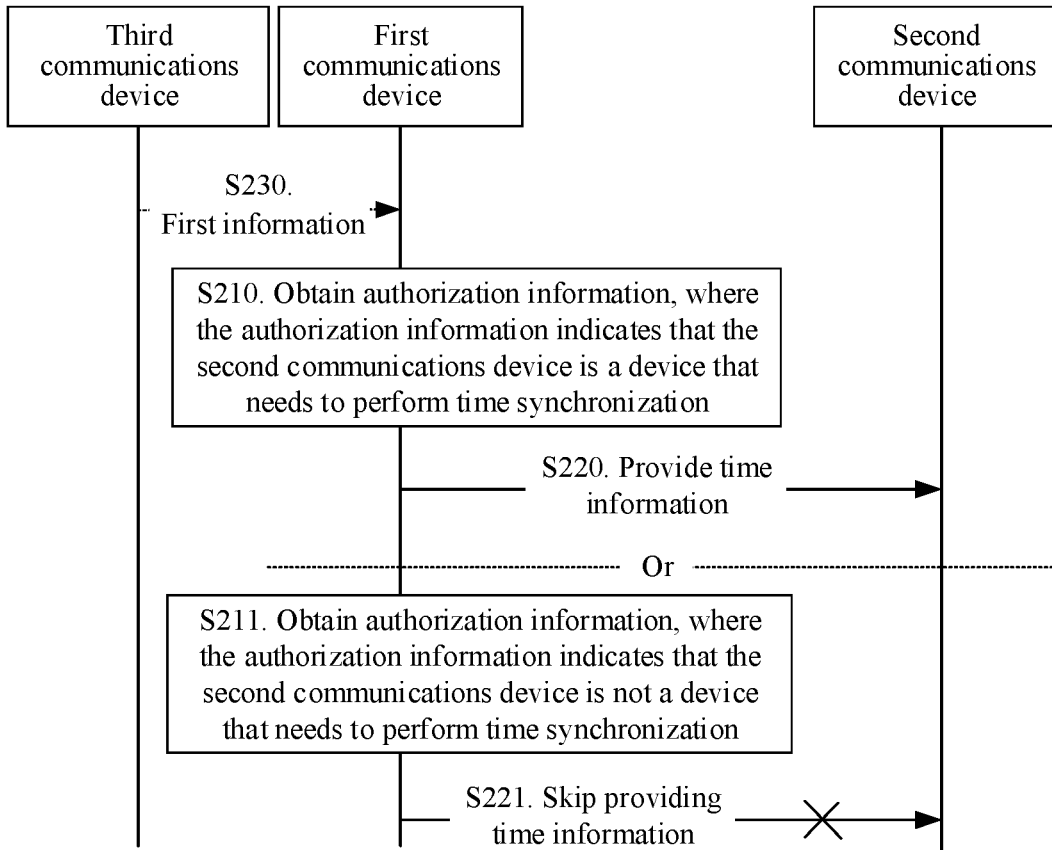 Third
communications
device
First
communications
device
Second
communications
device
S230.
First information
S210. Obtain authorization information, where
the authorization information indicates that the
second communications device is a device that
needs to perform time synchronization
S220. Provide time
information
Or
S211. Obtain authorization information, where
the authorization information indicates that the
second communications device is not a device
that needs to perform time synchronization
S221. Skip providing
time information